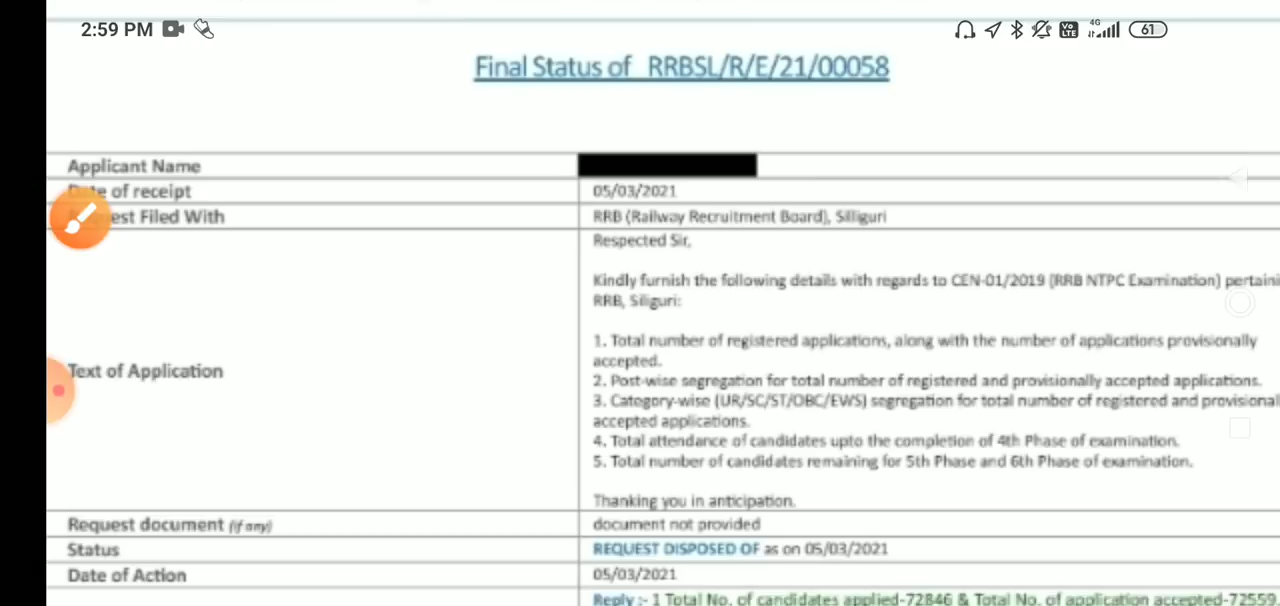 2:59 PM
4G
Vo LTE
61
Final Status of RRBSL/R/E/21/00058
Applicant Name
Date of receipt
05/03/2021
est Filed With
RRB (Railway Recruitment Board), Silliguri
Text of Application
Respected Sir,
Kindly furnish the following details with regards to CEN-01/2019 (RRB NTPC Examination) pertaini
RRB, Siliguri:
1. Total number of registered applications, along with the number of applications provisionally
accepted.
2. Post-wise segregation for total number of registered and provisionally accepted applications.
3. Category-wise (UR/SC/ST/OBC/EWS) segregation for total number of registered and provisional
accepted applications.
4. Total attendance of candidates upto the completion of 4th Phase of examination.
5. Total number of candidates remaining for 5th Phase and 6th Phase of examination.
Thanking you in anticipation.
Request document (if any)
document not provided
Status
REQUEST DISPOSED OF as on 05/03/2021
Date of Action
05/03/2021
Reply :- 1 Total No. of candidates applied-72846 & Total No. of application accepted-72559